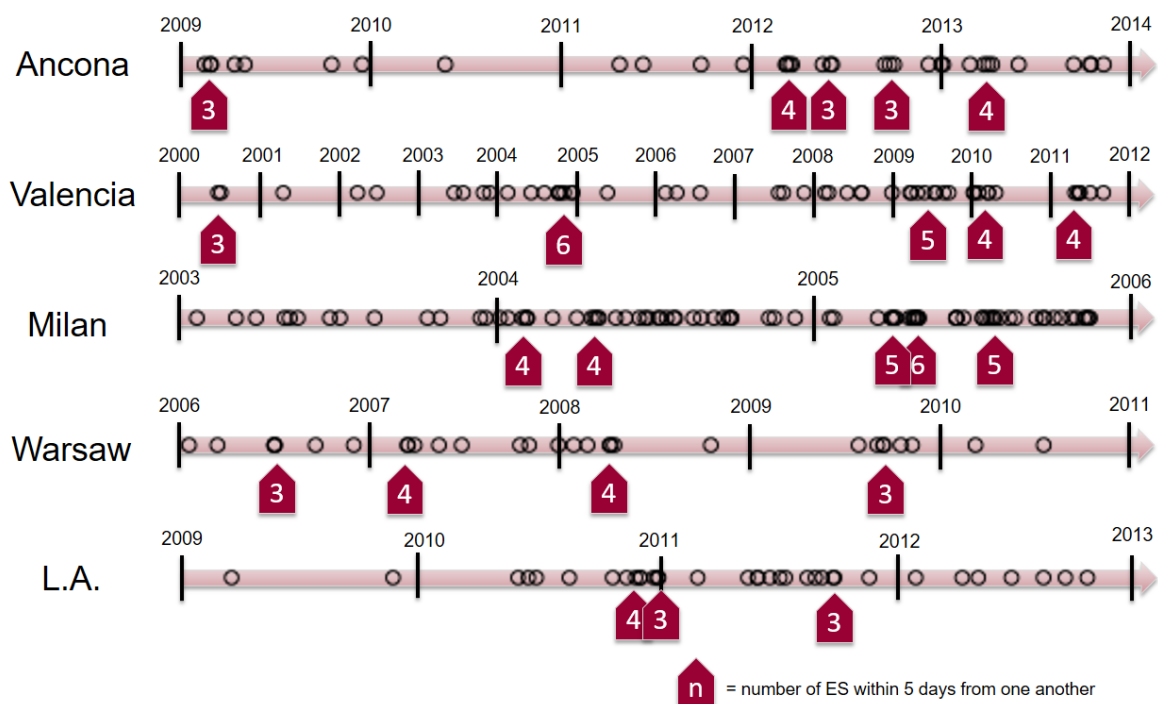 2009 2010 2011 2012 2013 2014
Ancona
3 4 3 3 4
2000 2001 2002 2003 2004 2005 2006 2007 2008 2009 2010 2011 2012
Valencia
3 6 5 4 4
2003 2004 2005 2006
Milan
4 4 5 6 5
2006 2007 2008 2009 2010 2011
Warsaw
3 4 4 3
2009 2010 2011 2012 2013
L.A.
4 3 3
n = number of ES within 5 days from one another